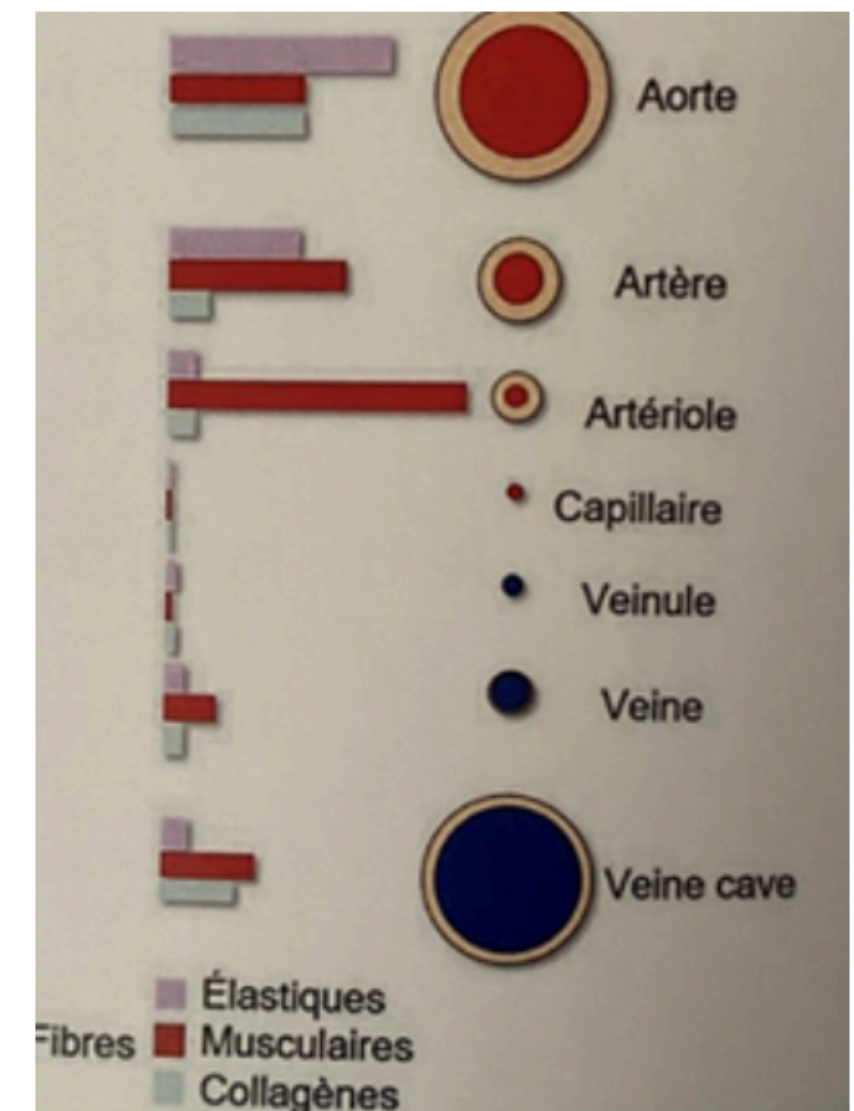 Aorte
Artère
Artériole
Capillaire
Veinule
Veine
Veine cave
Élastiques
Fibres Musculaires
Collagènes